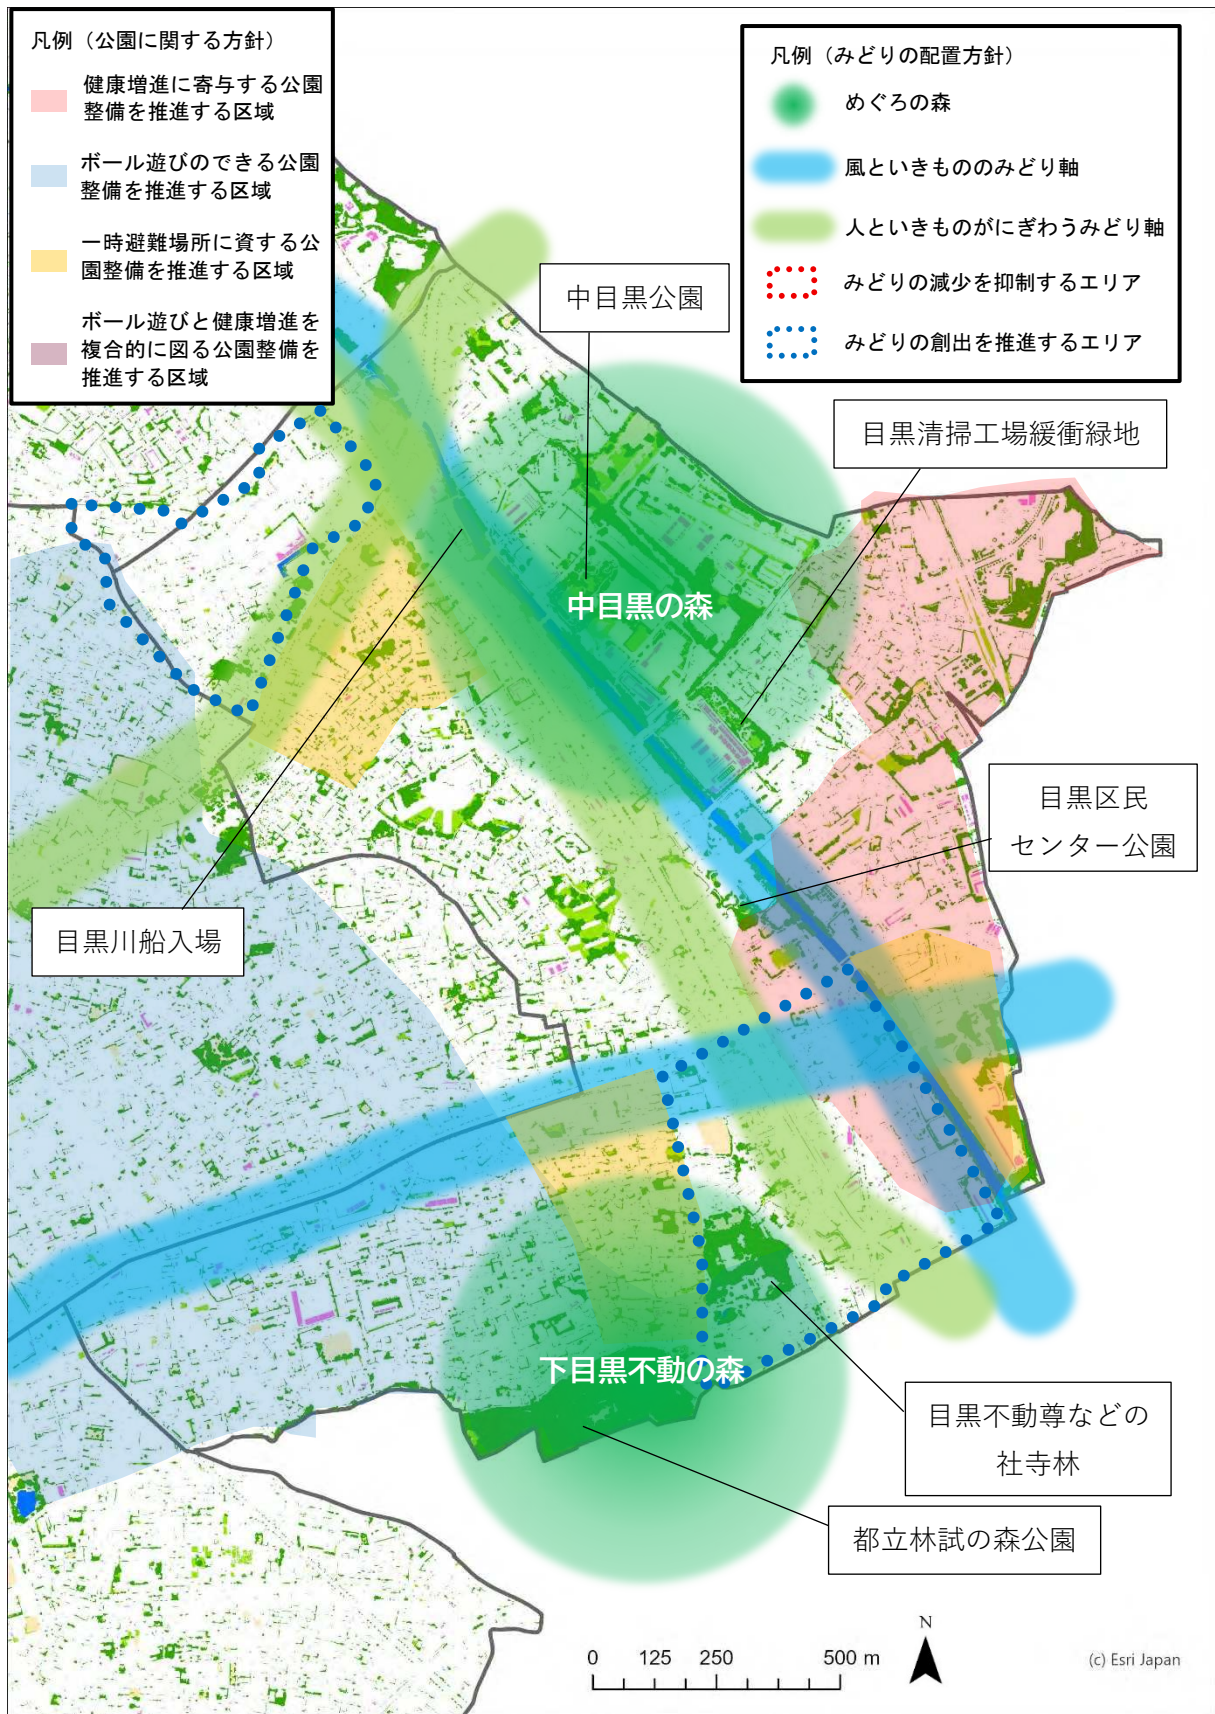 凡例（公園に関する方針）
健康増進に寄与する公園
整備を推進する区域
ボール遊びのできる公園
整備を推進する区域
一時避難場所に資する公
園整備を推進する区域
ボール遊びと健康増進を
複合的に図る公園整備を
推進する区域
凡例（みどりの配置方針）
めぐろの森
風といきもののみどり軸
人といきものがにぎわうみどり軸
みどりの減少を抑制するエリア
みどりの創出を推進するエリア
中目黒公園
目黒清掃工場緩衝緑地
中目黒の森
目黒区民
センター公園
目黒川船入場
下目黒不動の森
目黒不動尊などの
社寺林
都立林試の森公園
N
0 125 250 500 m
(c) Esri Japan